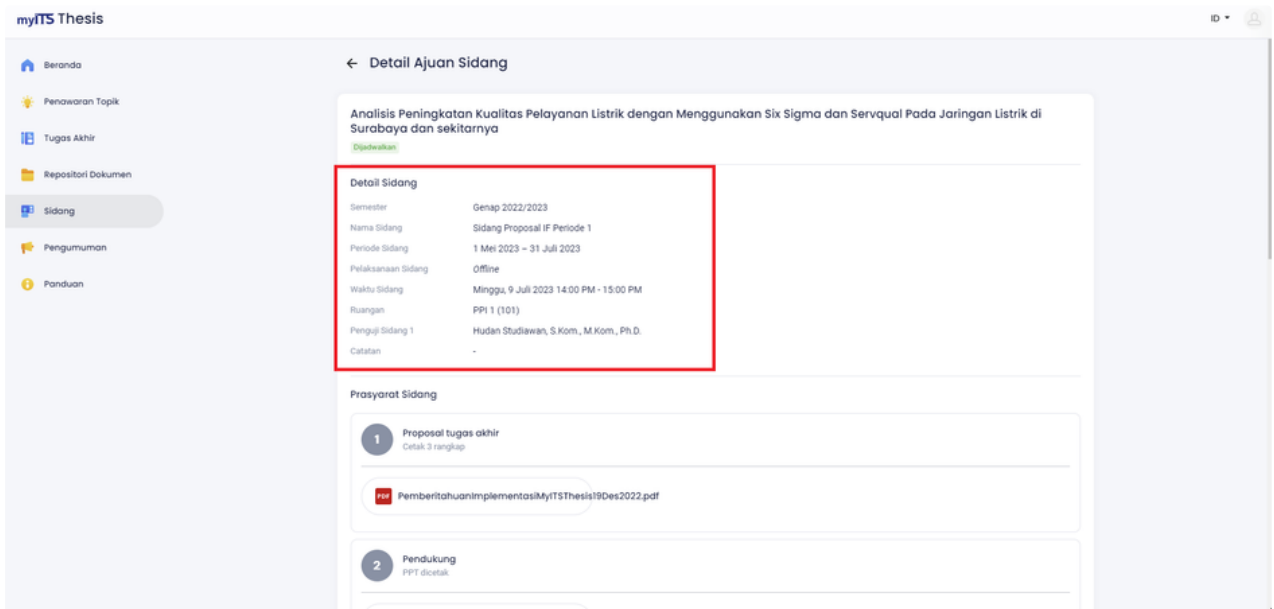 myITS Thesis
ID
Beranda
Penawaran Topik
Tugas Akhir
Repositori Dokumen
Sidang
Pengumuman
Panduan
Detail Ajuan Sidang
Analisis Peningkatan Kualitas Pelayanan Listrik dengan Menggunakan Six Sigma dan Servqual Pada Jaringan Listrik di
Surabaya dan sekitarnya
Dijadwalkan
Detail Sidang
Semester Genap 2022/2023
Nama Sidang Sidang Proposal IF Periode 1
Periode Sidang 1 Mei 2023 – 31 Juli 2023
Pelaksanaan Sidang Offline
Waktu Sidang Minggu, 9 Juli 2023 14:00 PM - 15:00 PM
Ruangan PPI 1 (101)
Penguji Sidang 1 Hudan Studiawan, S.Kom., M.Kom., Ph.D.
Catatan -
Prasyarat Sidang
1 Proposal tugas akhir
Cetak 3 rangkap
PDF PemberitahuanImplementasiMyITSThesis19Des2022.pdf
2 Pendukung
PPT dicetak